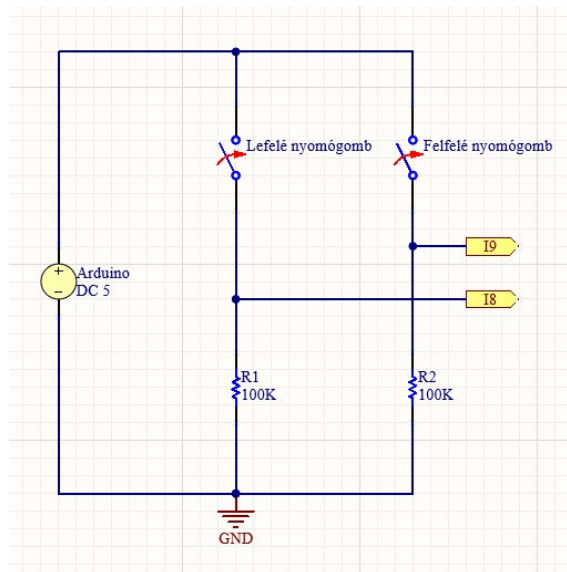 Lefelé nyomógomb
Felfelé nyomógomb
I9
Arduino
DC 5
I8
R1
100K
R2
100K
GND